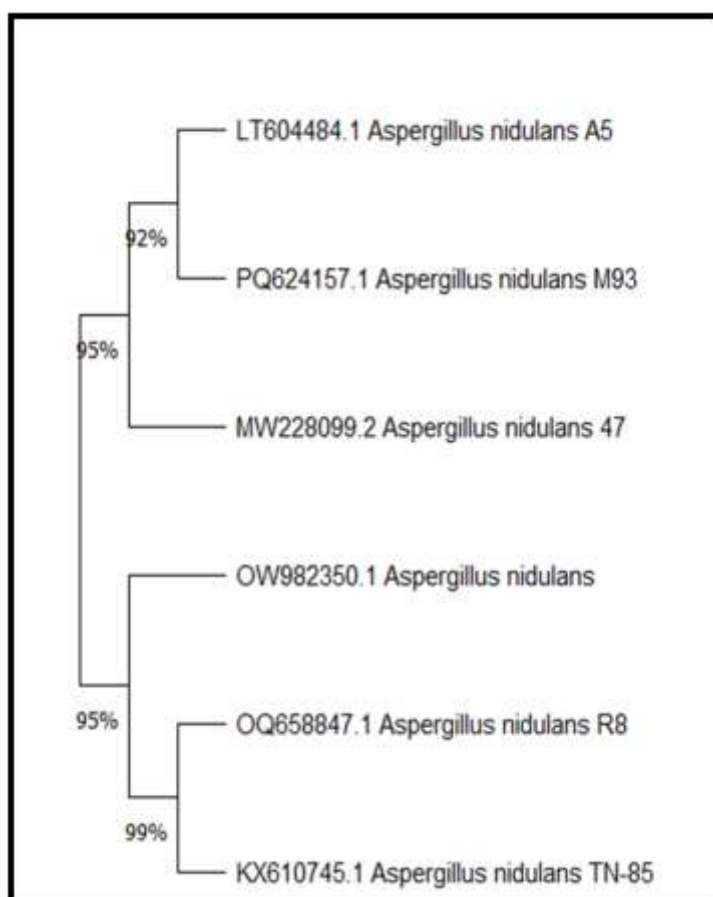 LT604484.1 Aspergillus nidulans A5
92%
PQ624157.1 Aspergillus nidulans M93
95%
MW228099.2 Aspergillus nidulans 47
OW982350.1 Aspergillus nidulans
95%
OQ658847.1 Aspergillus nidulans R8
99%
KX610745.1 Aspergillus nidulans TN-85